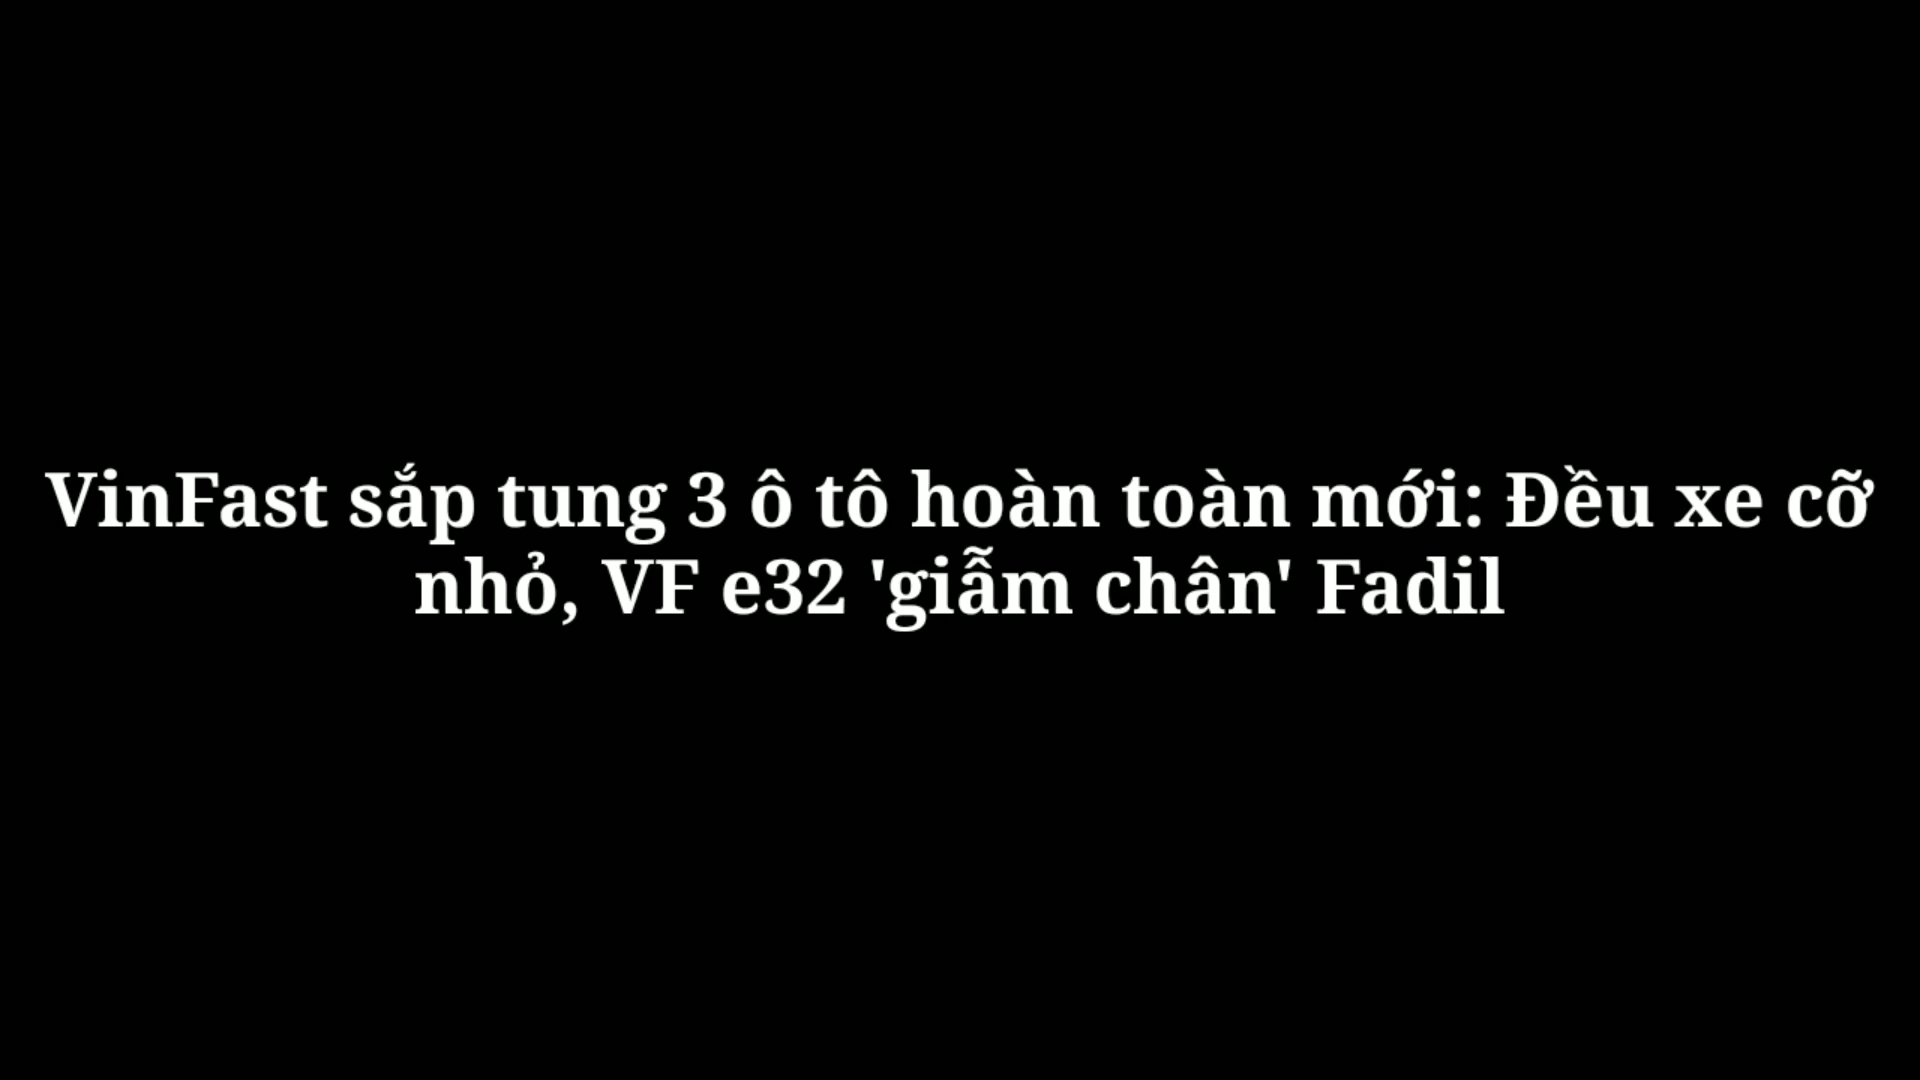 VinFast sắp tung 3 ô tô hoàn toàn mới: Đều xe cỡ
nhỏ, VF e32 'giẫm chân' Fadil